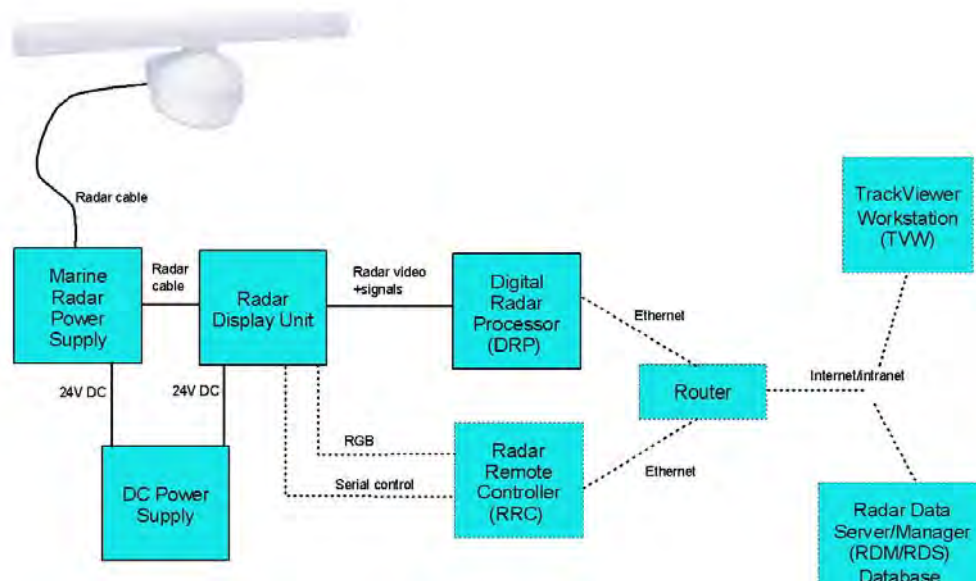 Radar cable
TrackViewer
Workstation
(TVW)
Marine
Radar
Power
Supply
Radar
cable
Radar
Display Unit
Radar video
+signals
Digital
Radar
Processor
(DRP)
Ethernet
Router
Internet/intranet
24V DC
24V DC
RGB
Serial control
Radar
Remote
Controller
(RRC)
Ethernet
DC Power
Supply
Radar Data
Server/Manager
(RDM/RDS)
Database